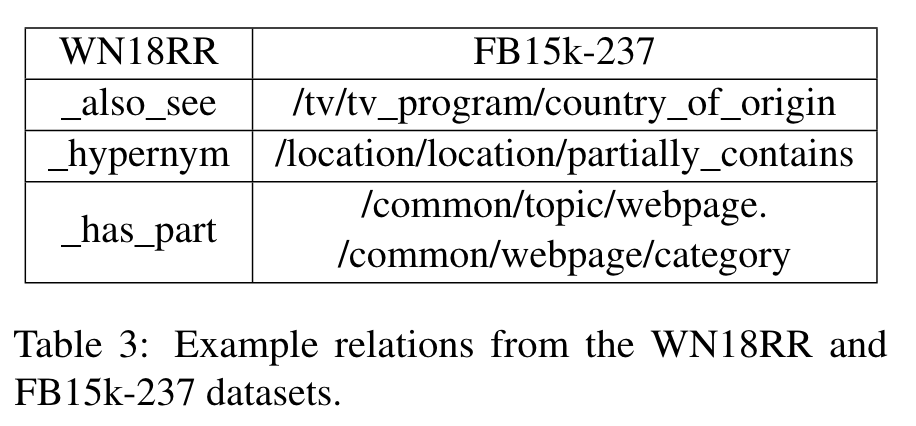 WN18RR FB15k-237
_also_see /tv/tv_program/country_of_origin
_hypernym /location/location/partially_contains
_has_part /common/topic/webpage.
/common/webpage/category
Table 3: Example relations from the WN18RR and
FB15k-237 datasets.